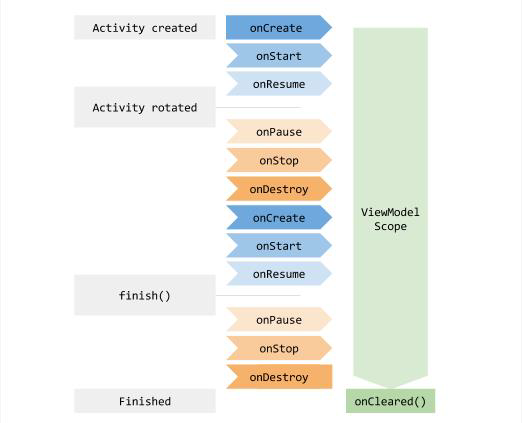 Activity created
onCreate
onStart
onResume
Activity rotated
onPause
onStop
onDestroy
onCreate
onStart
onResume
finish()
onPause
onStop
onDestroy
Finished
ViewModel
Scope
onCleared()